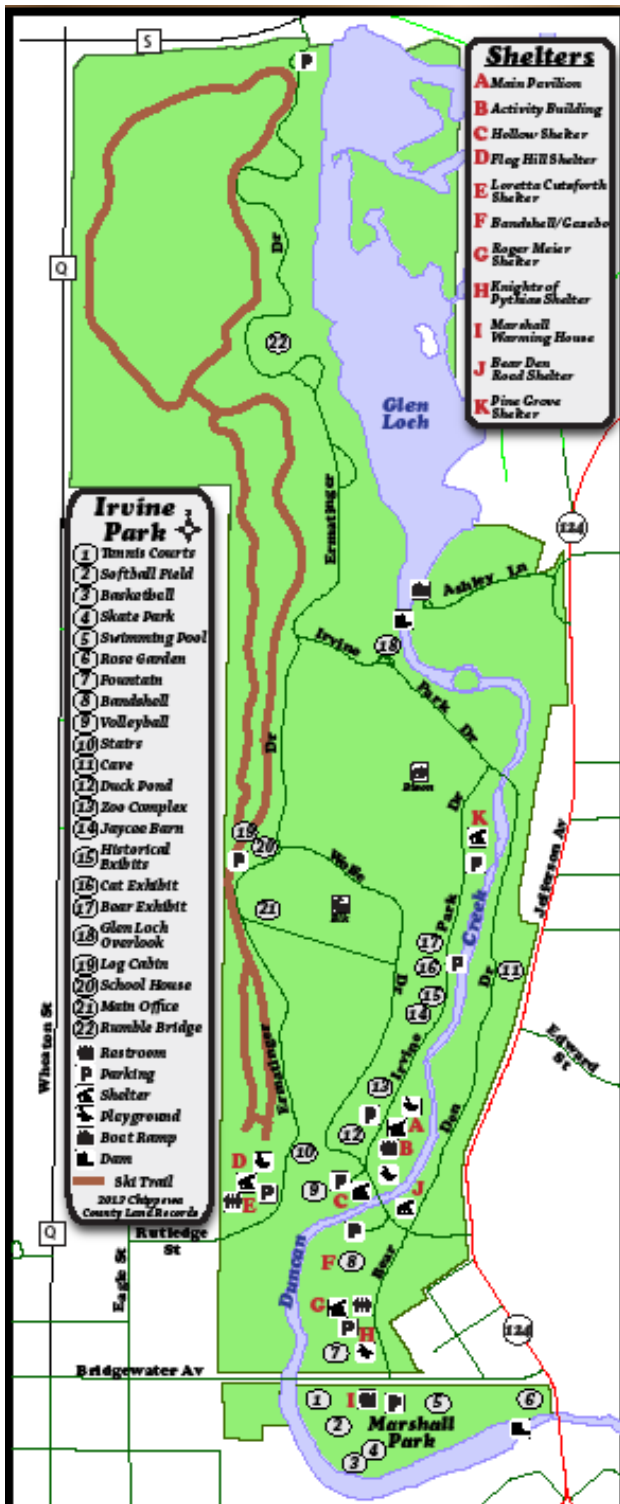 S
P
Shelters
A Main Pavilion
B Activity Building
C Hollow Shelter
D Flag Hill Shelter
E Loretta Cutsforth
Shelter
F Bandshell/Gazebo
G Roger Meier
Shelter
H Knights of
Pythias Shelter
I Marshall
Warming House
J Bear Den
Road Shelter
K Pine Grove
Shelter
Q
Dr
22
Glen
Loch
Ermatinger
124
Irvine
Park
1 Tennis Courts
2 Softball Field
3 Basketball
4 Skate Park
5 Swimming Pool
6 Rose Garden
7 Fountain
8 Bandshell
9 Volleyball
10 Stairs
11 Cave
12 Duck Pond
13 Zoo Complex
14 Jaycee Barn
15 Historical
Exibits
16 Cat Exhibit
17 Bear Exhibit
18 Glen Loch
Overlook
19 Log Cabin
20 School House
21 Main Office
22 Rumble Bridge
Restroom
P Parking
Shelter
Playground
Boat Ramp
Dam
Ski Trail
2017 Chippewa
County Land Records
Ashley Ln
18
Irvine Park Dr
Dr
Bison
Dr
K
P
19
20
P
Wolfe
Dr
21
Jefferson Av
Creek
17
16
P
15
14
11
Dr
Irvine Park
Edward
St
Wheaton St
Ermatinger
13
P
12
A
B
Den
10
D
P
E
9
P
C
J
P
Q
Rutledge
St
Eagle St
Duncan
F
8
Bear
G
P
H
7
124
Bridgewater Av
1
I
P
5
6
2
Marshall
Park
4
3